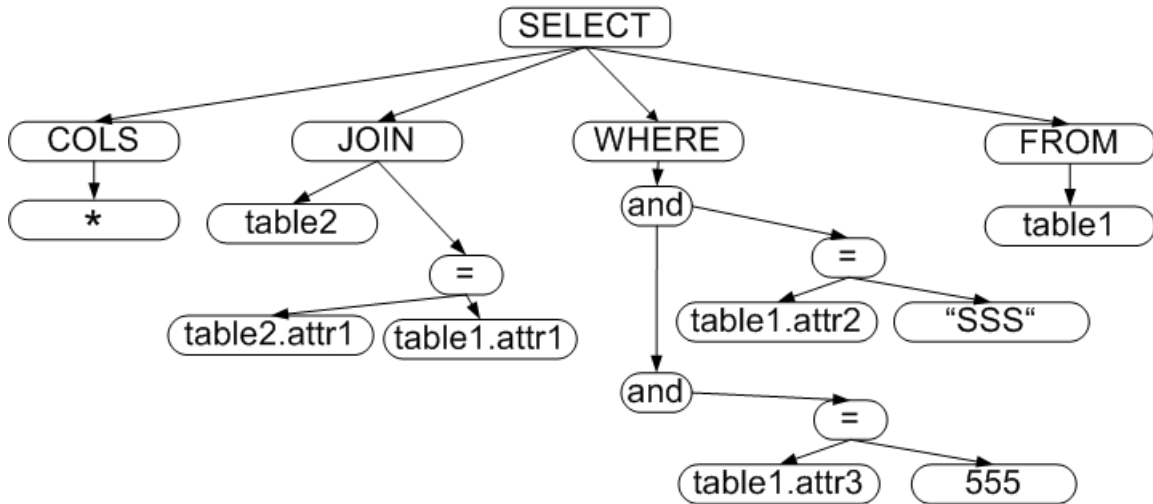 SELECT
COLS
JOIN
WHERE
FROM
*
table2
and
table1
=
=
table2.attr1
table1.attr1
table1.attr2
“SSS“
and
=
table1.attr3
555